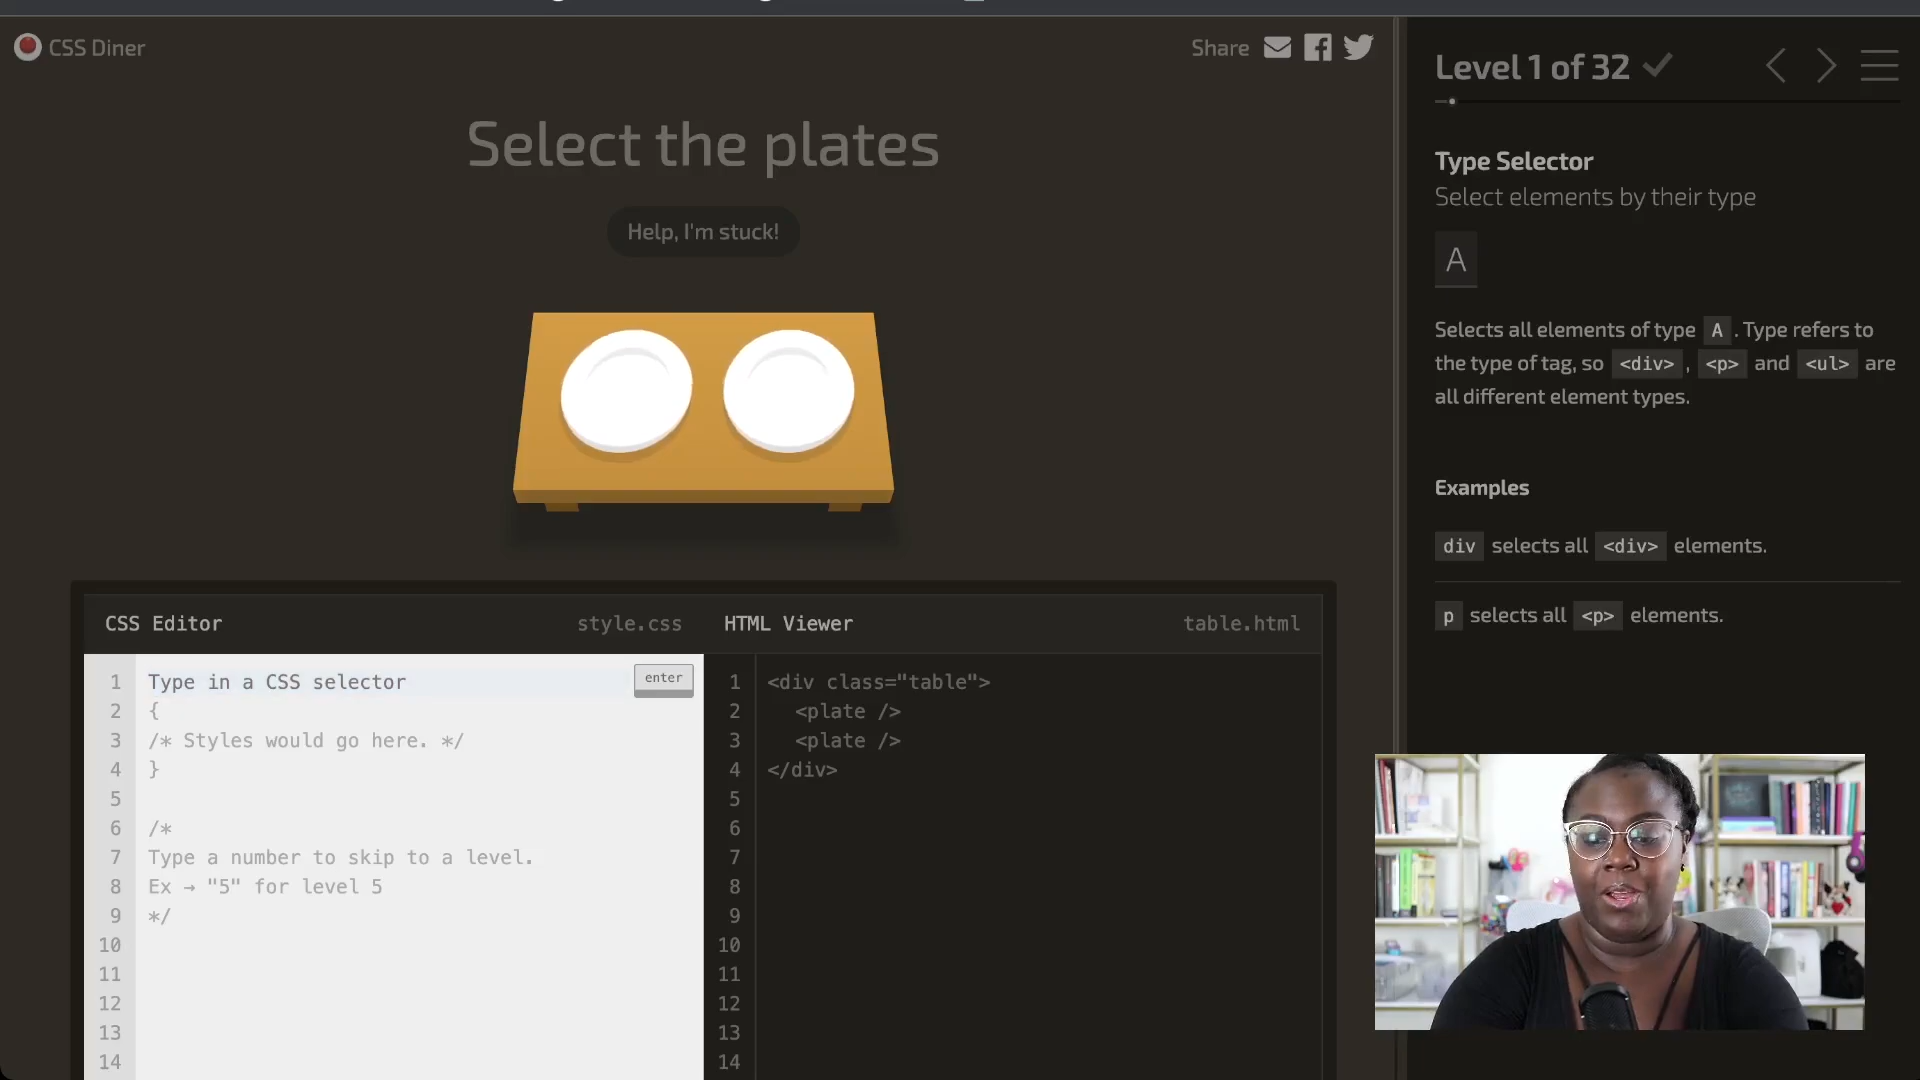 CSS Diner
Share
Select the plates
Help, I'm stuck!
CSS Editor style.css
1 Type in a CSS selector enter
2 {
3 /* Styles would go here. */
4 }
5
6 /*
7 Type a number to skip to a level.
8 Ex → "5" for level 5
9 */
10
11
12
13
14
HTML Viewer table.html
1 <div class="table">
2 <plate />
3 <plate />
4 </div>
5
6
7
8
9
10
11
12
13
14
Level 1 of 32
Type Selector
Select elements by their type
A
Selects all elements of type A. Type refers to
the type of tag, so <div>, <p> and <ul> are
all different element types.
Examples
div selects all <div> elements.
p selects all <p> elements.